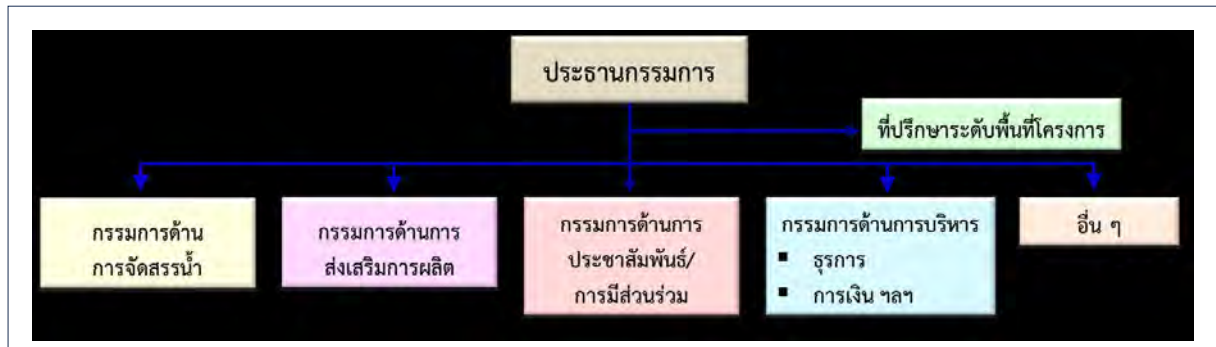 ประธานกรรมการ
ที่ปรึกษาระดับพื้นที่โครงการ
กรรมการด้าน
การจัดสรรน้ำ
กรรมการด้านการ
ส่งเสริมการผลิต
กรรมการด้านการ
ประชาสัมพันธ์/
การมีส่วนร่วม
กรรมการด้านการบริหาร
▪ ธุรการ
▪ การเงิน ฯลฯ
อื่น ๆ